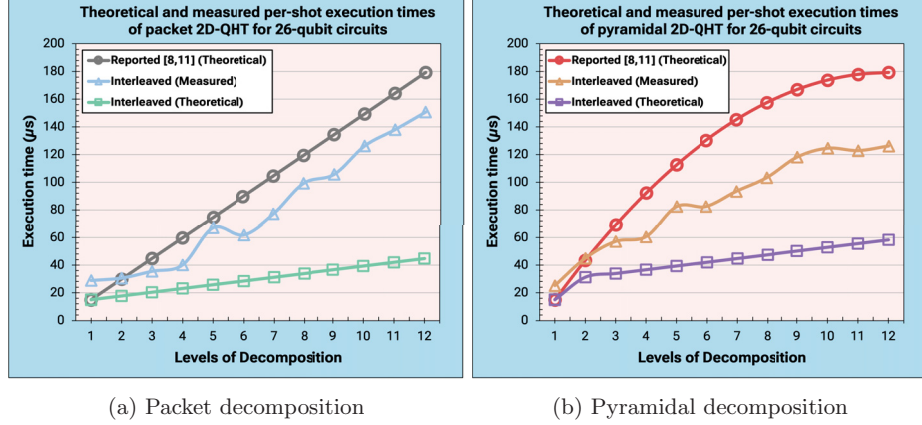 Theoretical and measured per-shot execution times
of packet 2D-QHT for 26-qubit circuits
Execution time (µs)
200
180
160
140
120
100
80
60
40
20
0
Reported [8,11] (Theoretical)
Interleaved (Measured)
Interleaved (Theoretical)
1 2 3 4 5 6 7 8 9 10 11 12
Levels of Decomposition
(a) Packet decomposition
Theoretical and measured per-shot execution times
of pyramidal 2D-QHT for 26-qubit circuits
Execution time (µs)
200
180
160
140
120
100
80
60
40
20
0
Reported [8,11] (Theoretical)
Interleaved (Measured)
Interleaved (Theoretical)
1 2 3 4 5 6 7 8 9 10 11 12
Levels of Decomposition
(b) Pyramidal decomposition